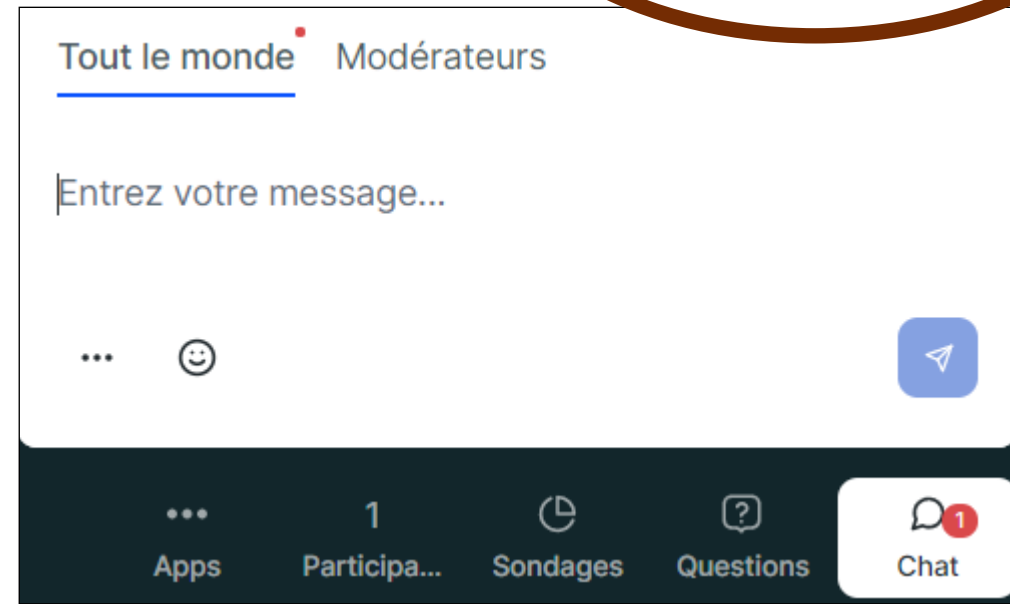 Tout le monde Modérateurs
Entrez votre message...
1 1
Apps Participa... Sondages Questions Chat